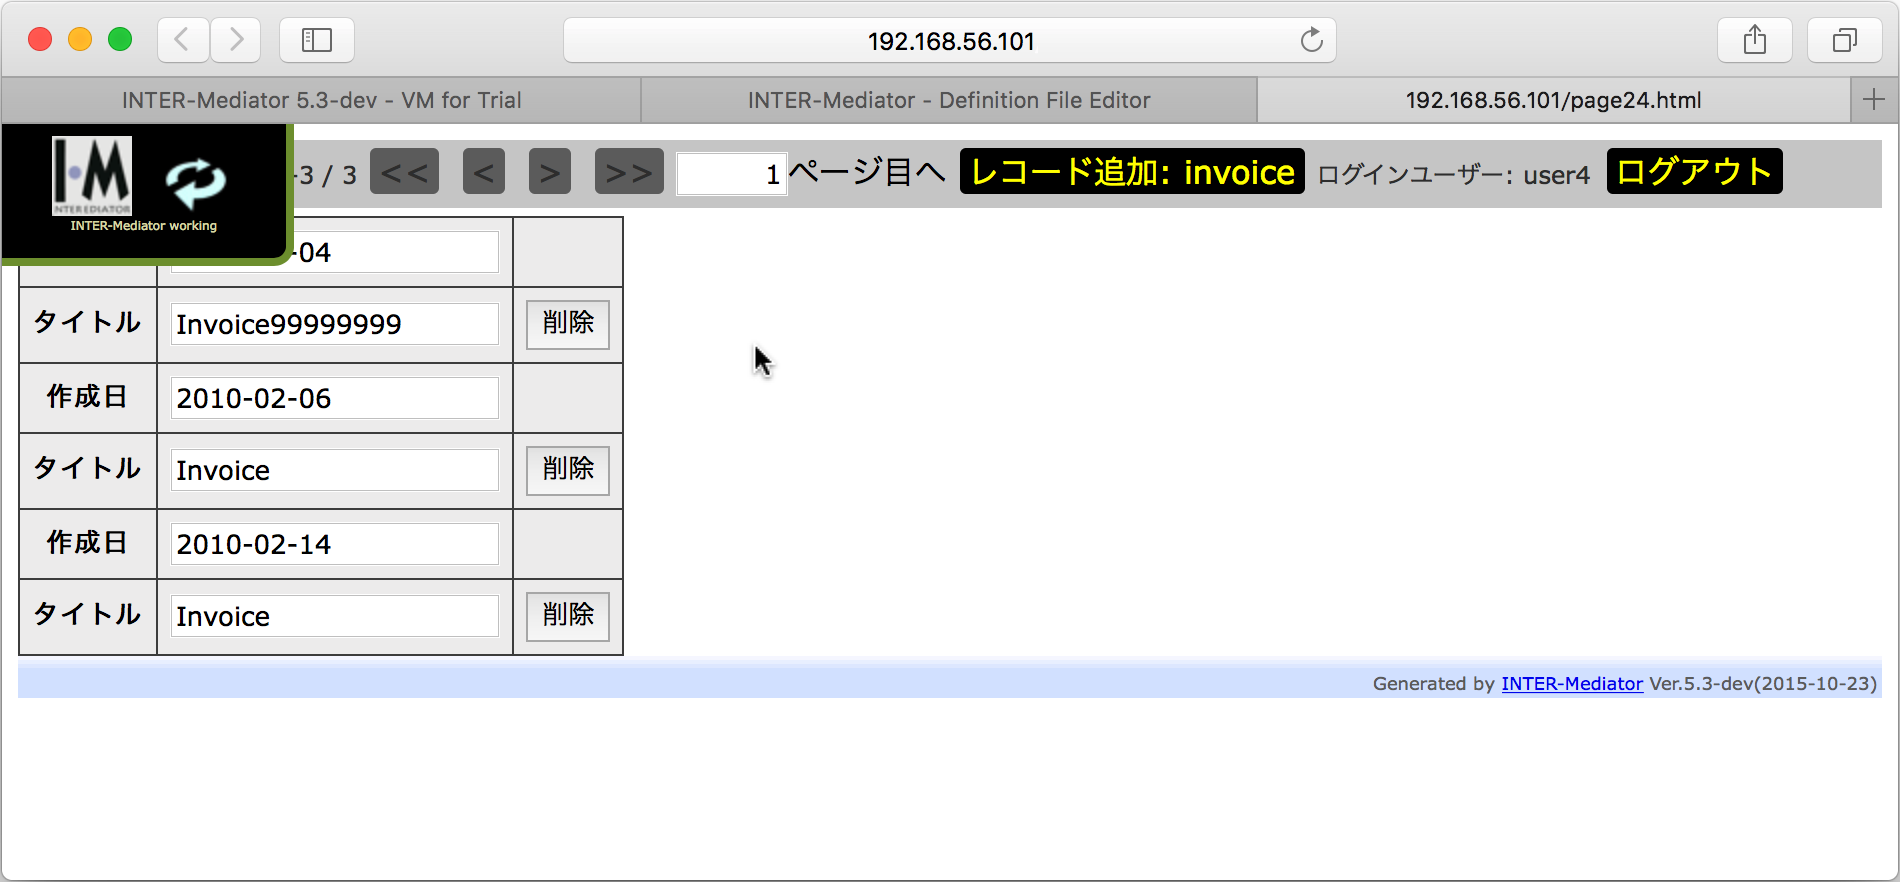 192.168.56.101
INTER-Mediator 5.3-dev - VM for Trial
INTER-Mediator - Definition File Editor
192.168.56.101/page24.html
I·M
INTER-Mediator working
-3 / 3 << < > >> 1 ページ目へ レコード追加: invoice ログインユーザー: user4 ログアウト
-04
タイトル Invoice99999999 削除
作成日 2010-02-06
タイトル Invoice 削除
作成日 2010-02-14
タイトル Invoice 削除
Generated by INTER-Mediator Ver.5.3-dev(2015-10-23)